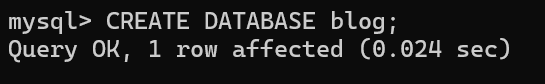 mysql> CREATE DATABASE blog;
Query OK, 1 row affected (0.024 sec)